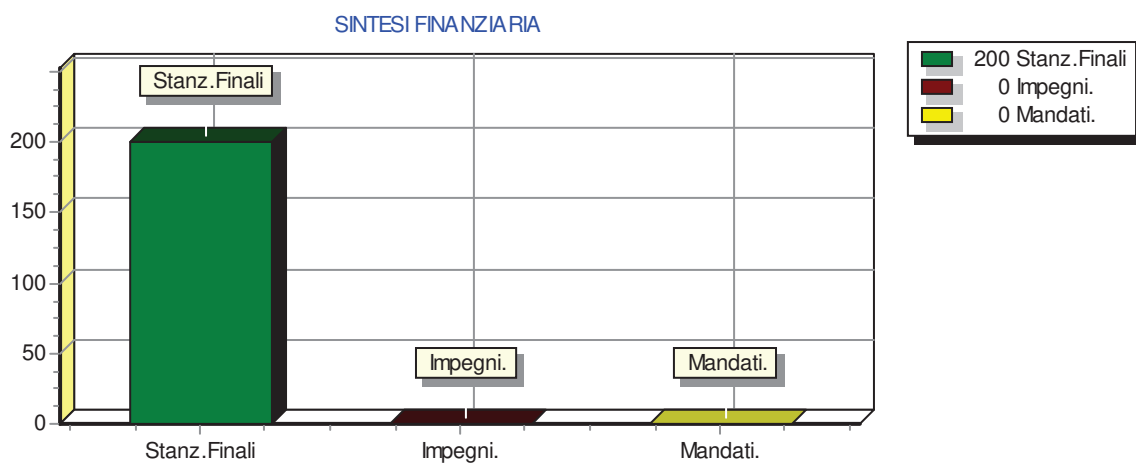 SINTESI FINANZIARIA
200 Stanz.Finali
0 Impegni.
0 Mandati.
Stanz.Finali
200
150
100
50
0
Impegni.
Mandati.
Stanz.Finali
Impegni.
Mandati.